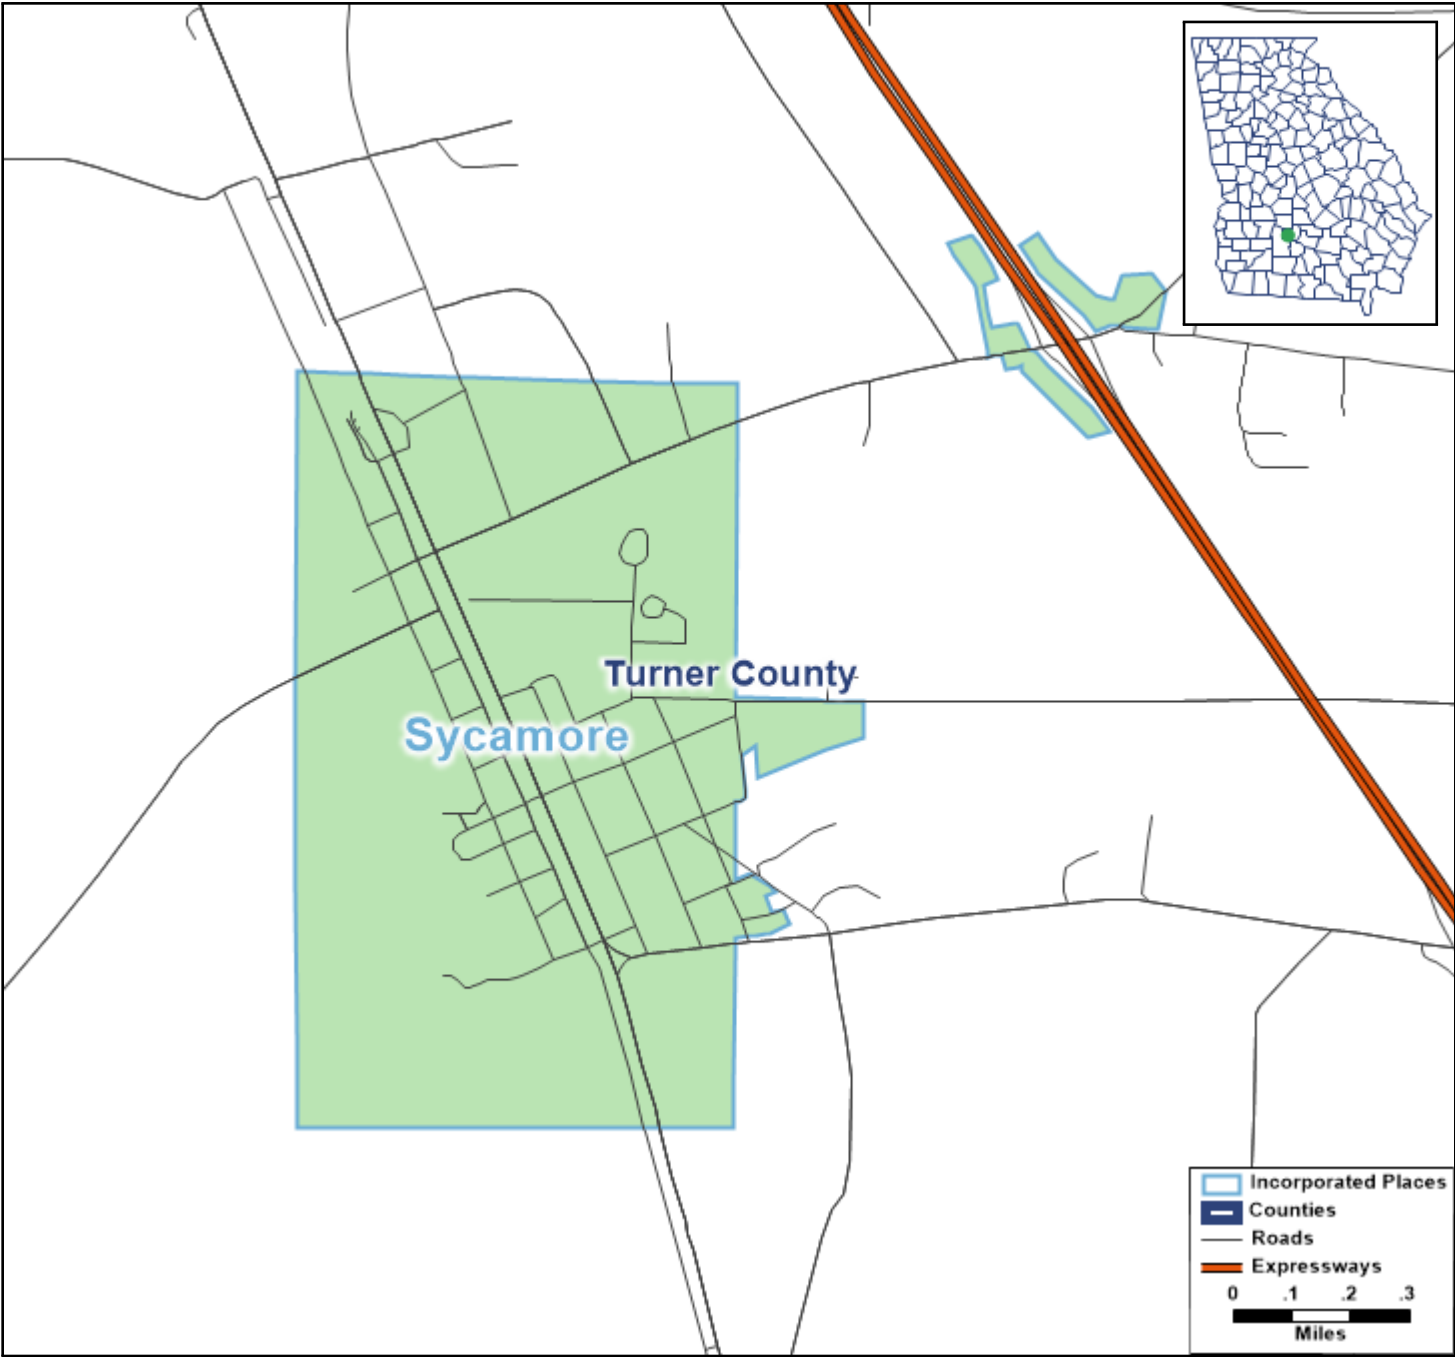 Turner County
Sycamore
Incorporated Places
Counties
Roads
Expressways
0 .1 .2 .3
Miles